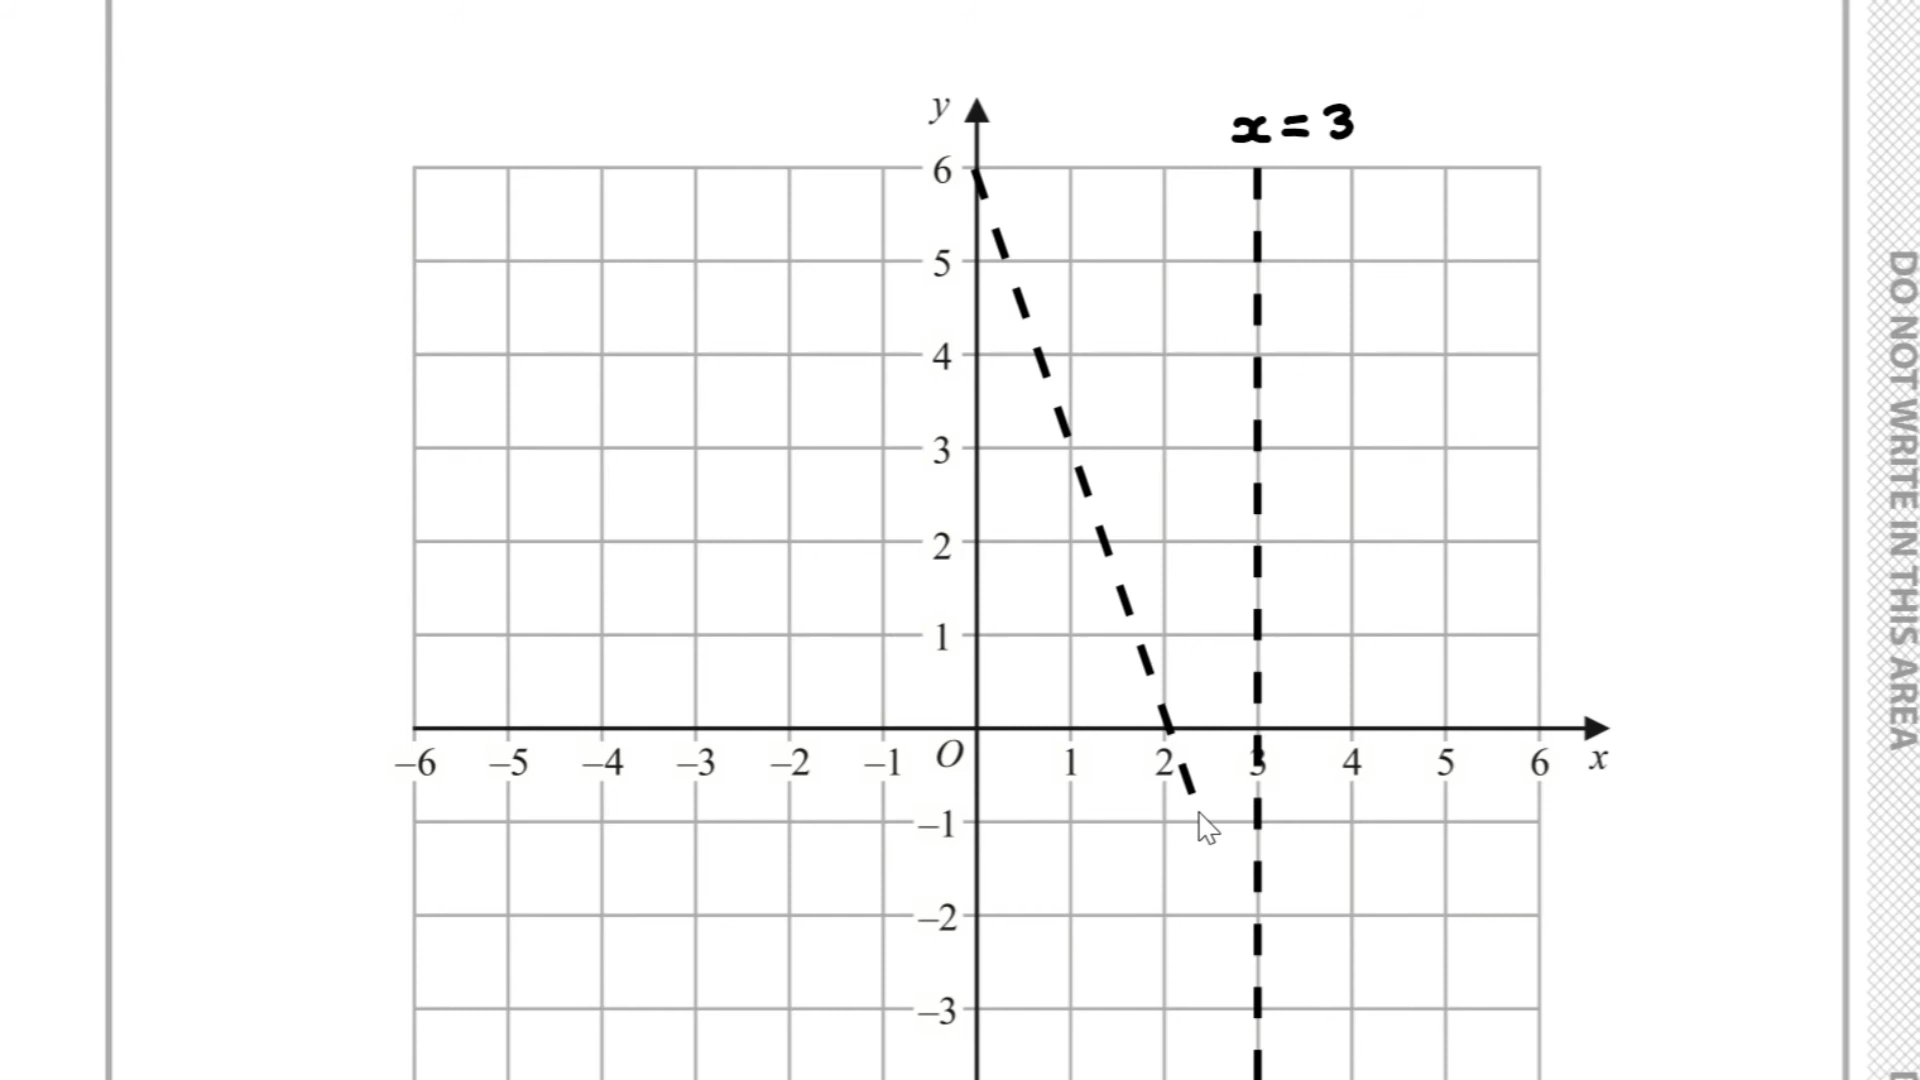 y
x = 3
6
5
4
3
2
1
–6 –5 –4 –3 –2 –1 O 1 2 3 4 5 6 x
–1
–2
–3
DO NOT WRITE IN THIS AREA